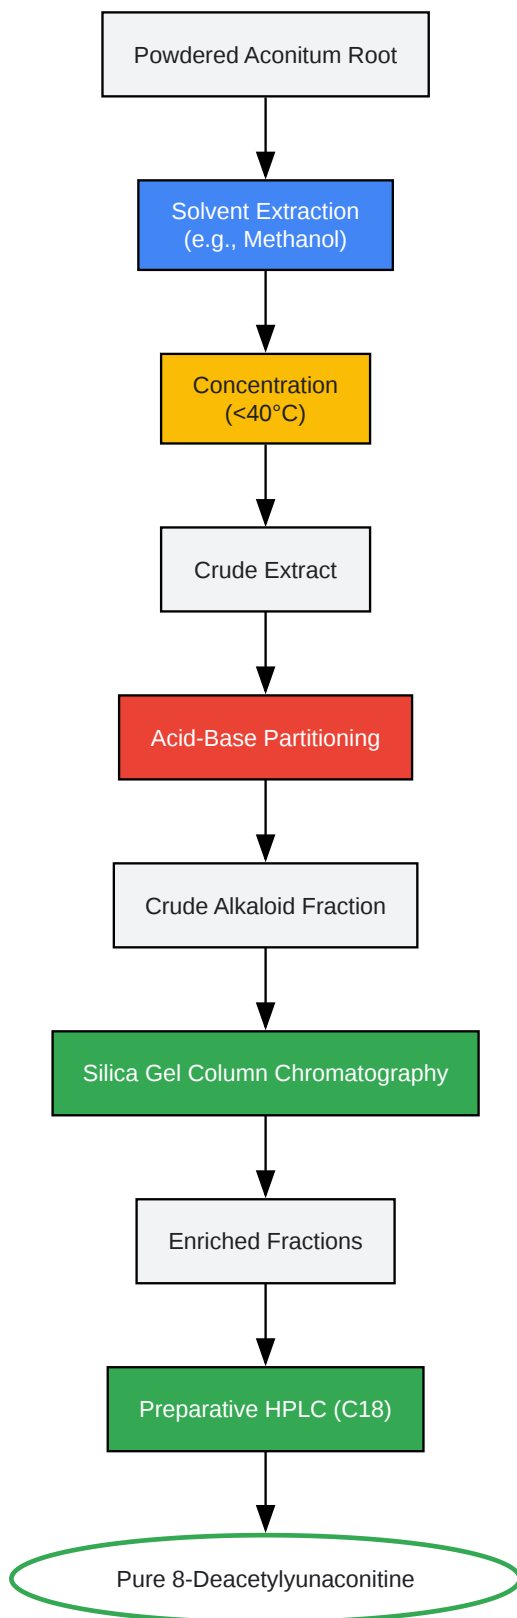 Powdered Aconitum Root
Solvent Extraction
(e.g., Methanol)
Concentration
(<40°C)
Crude Extract
Acid-Base Partitioning
Crude Alkaloid Fraction
Silica Gel Column Chromatography
Enriched Fractions
Preparative HPLC (C18)
Pure 8-Deacetylyunaconitine